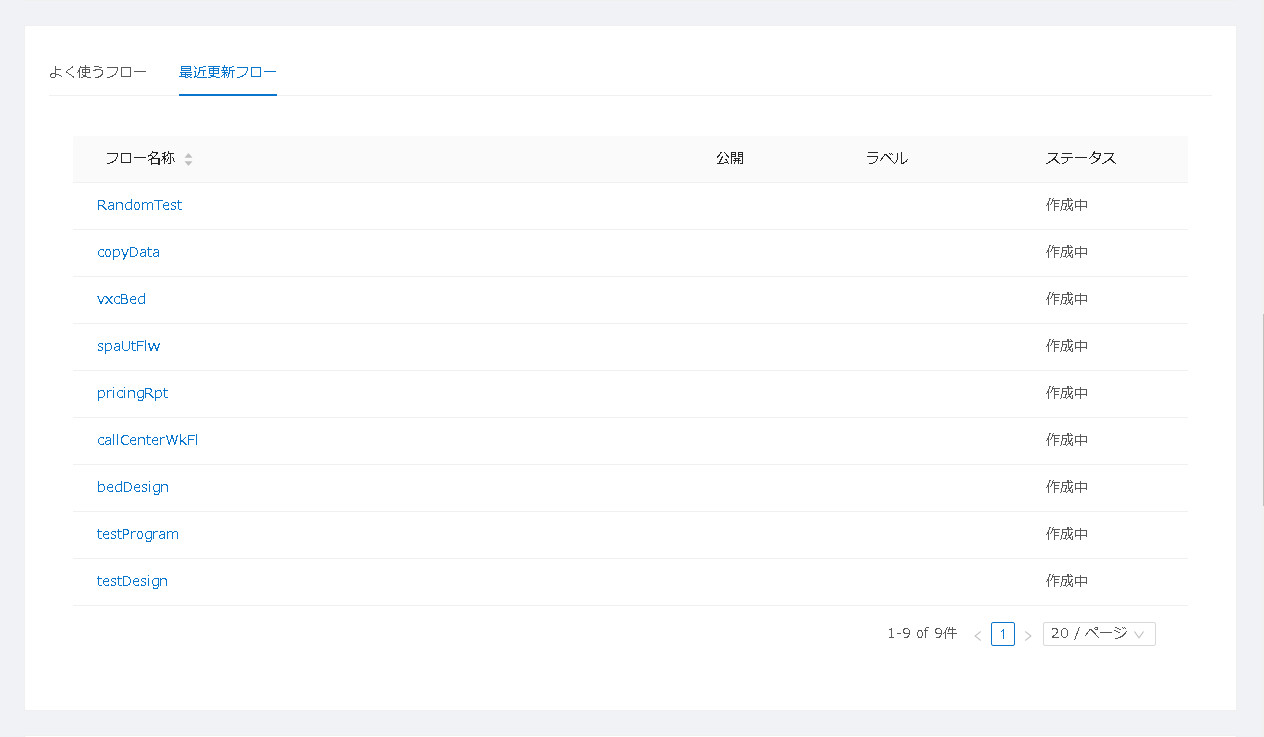 よく使うフロー 最近更新フロー
フロー名称 公開 ラベル ステータス
RandomTest 作成中
copyData 作成中
vxcBed 作成中
spaUtFlw 作成中
pricingRpt 作成中
callCenterWkFl 作成中
bedDesign 作成中
testProgram 作成中
testDesign 作成中
1-9 of 9件 < 1 > 20 / ページ